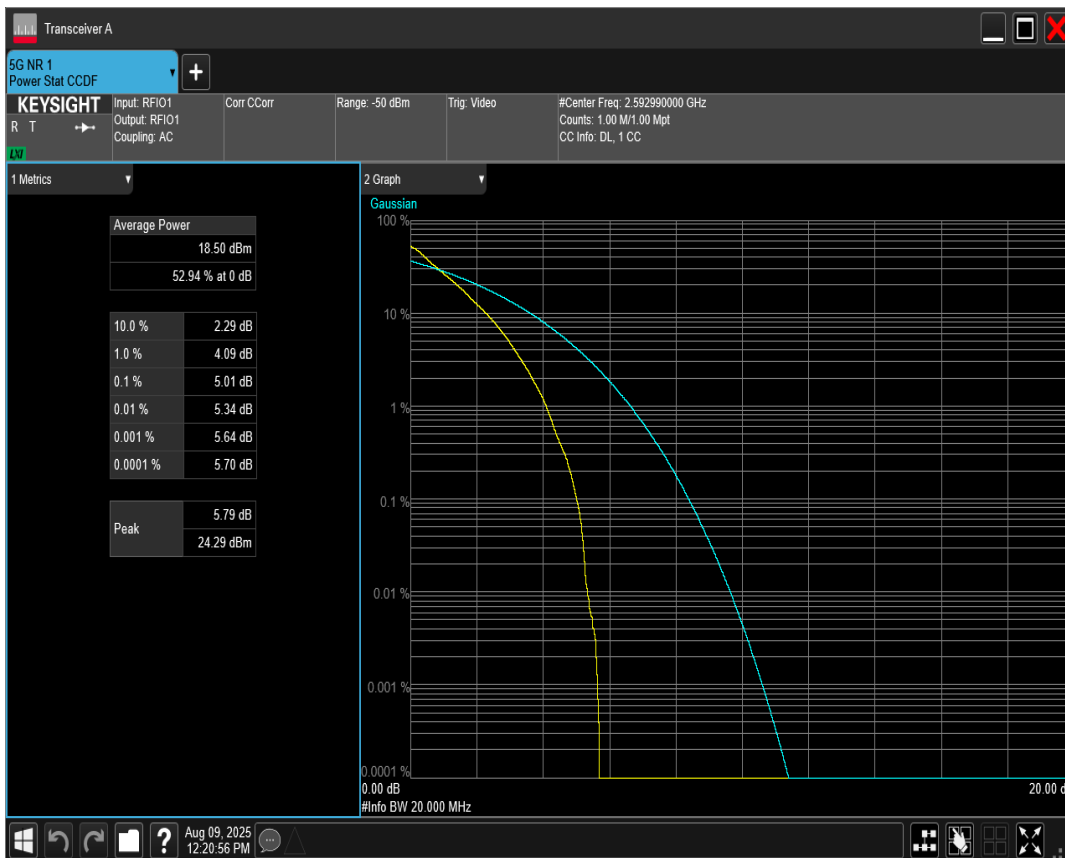 Transceiver A
5G NR 1
Power Stat CCDF
+
KEYSIGHT
R T
LXI
Input: RFIO1
Output: RFIO1
Coupling: AC
Corr CCorr
Range: -50 dBm
Trig: Video
#Center Freq: 2.592990000 GHz
Counts: 1.00 M/1.00 Mpt
CC Info: DL, 1 CC
1 Metrics
Average Power
18.50 dBm
52.94 % at 0 dB
10.0 % 2.29 dB
1.0 % 4.09 dB
0.1 % 5.01 dB
0.01 % 5.34 dB
0.001 % 5.64 dB
0.0001 % 5.70 dB
Peak
5.79 dB
24.29 dBm
2 Graph
Gaussian
100 %
10 %
1 %
0.1 %
0.01 %
0.001 %
0.0001 %
0.00 dB
20.00 d
#Info BW 20.000 MHz
?
Aug 09, 2025
12:20:56 PM